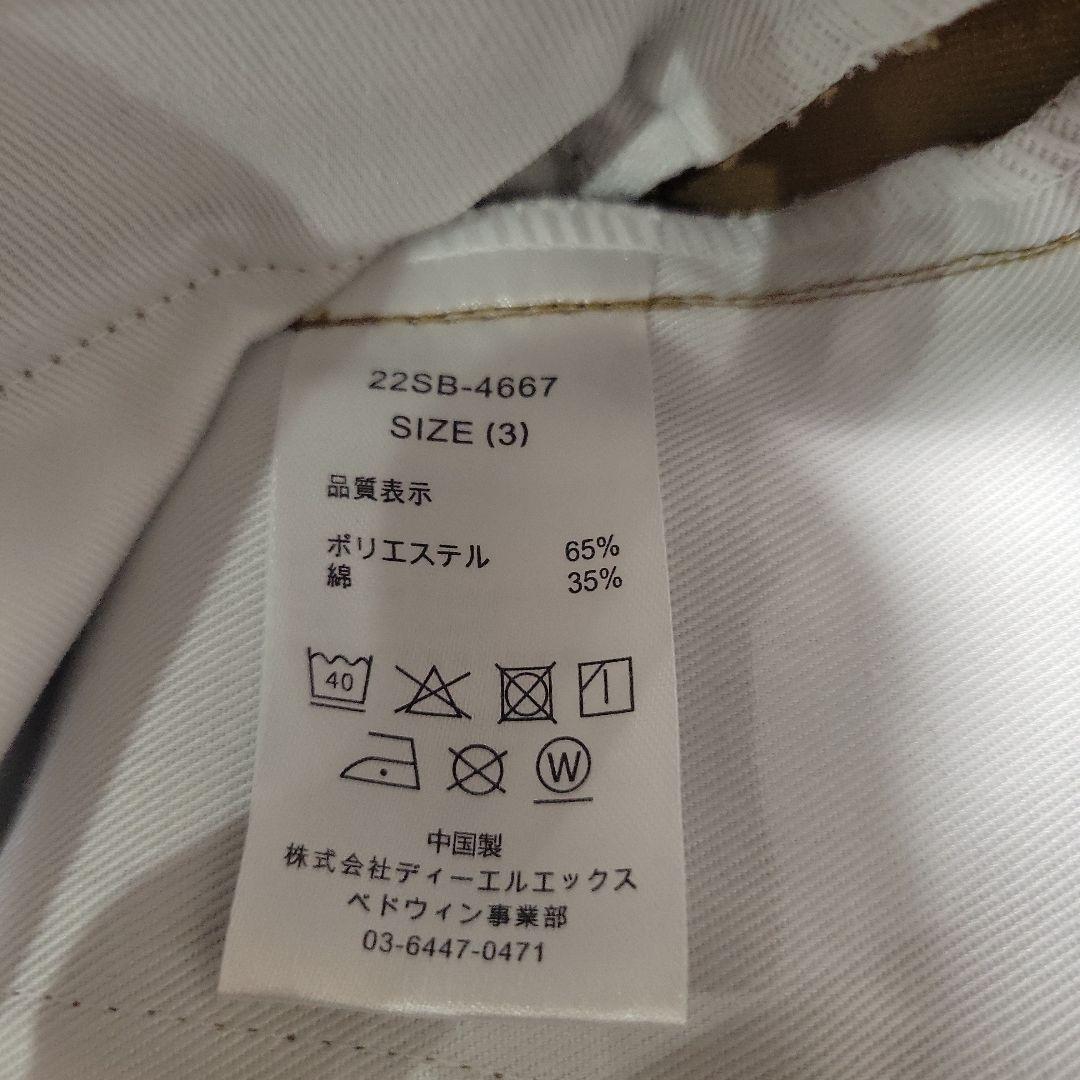 22SB-4667
SIZE (3)
品質表示
ポリエステル 65%
綿 35%
40
W
中国製
株式会社ディーエルエックス
ベドウィン事業部
03-6447-0471